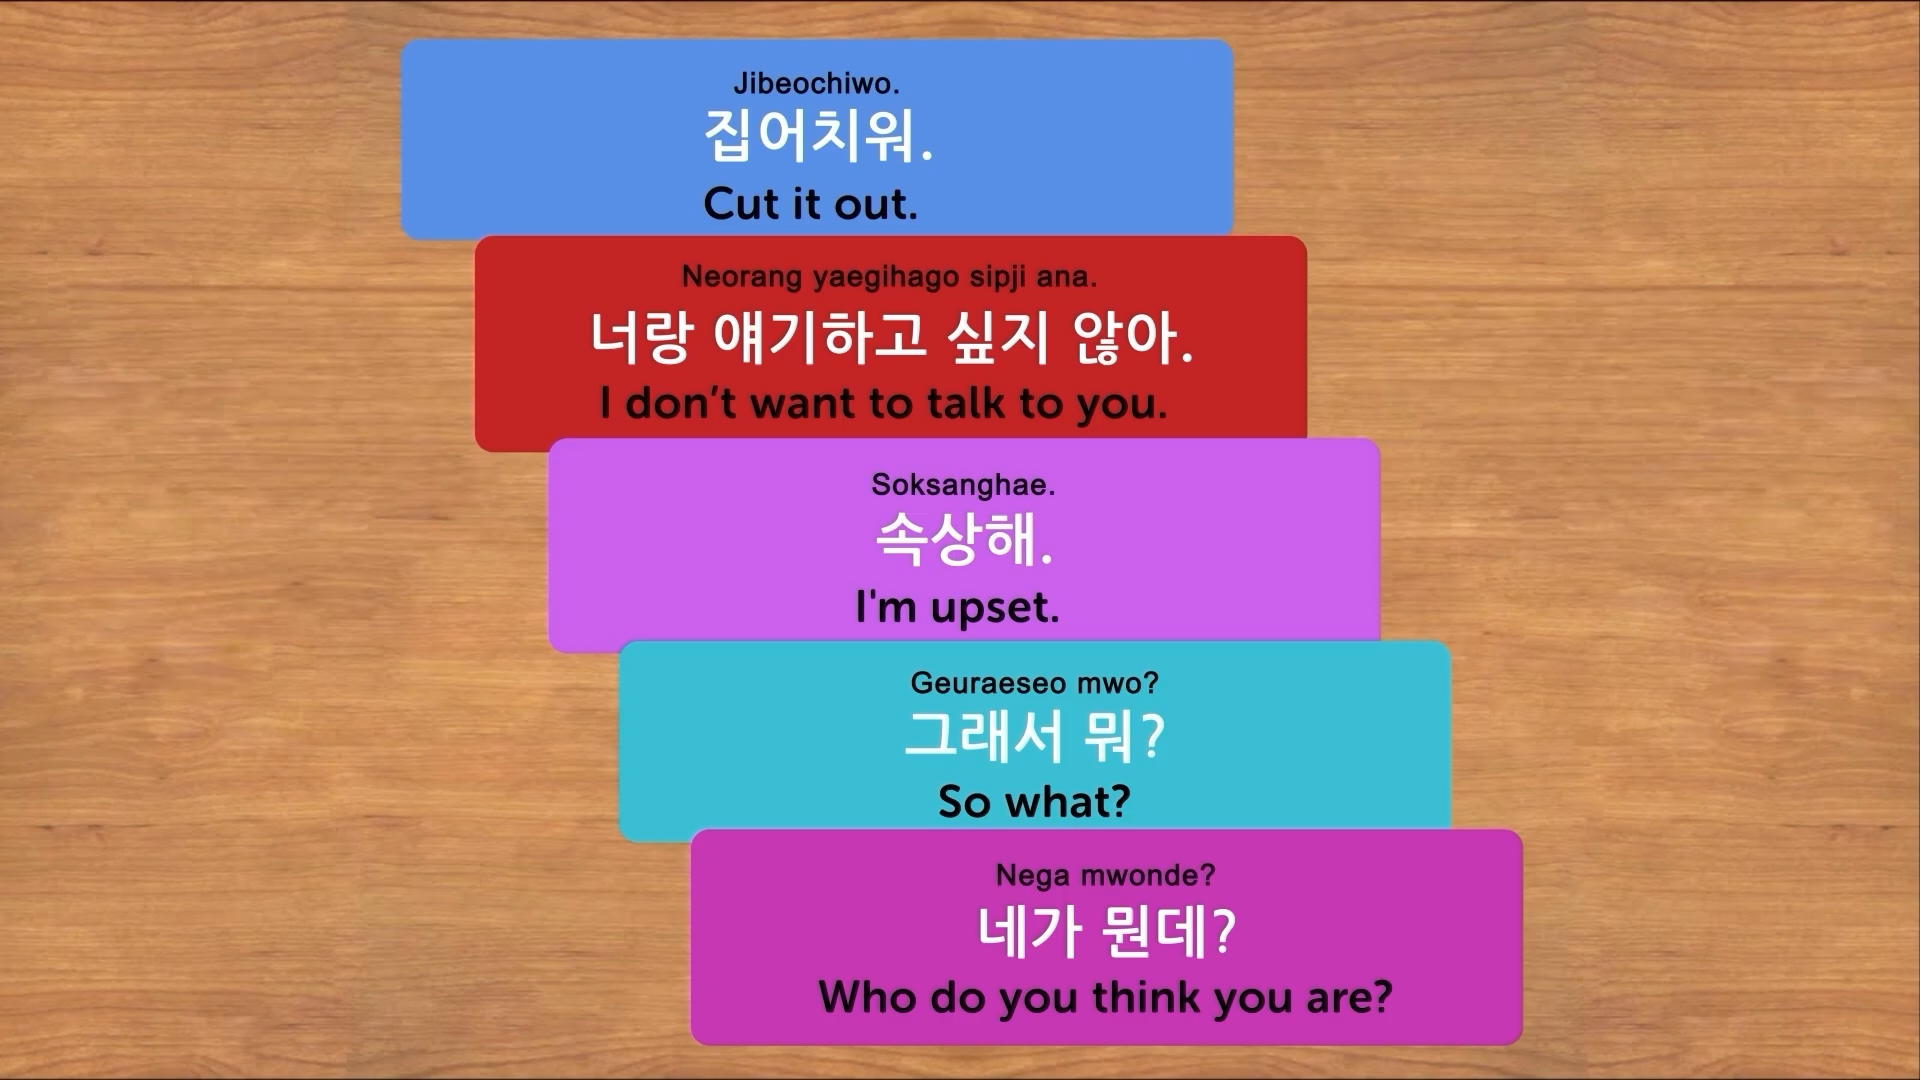 Jibeochiwo.
집어치워.
Cut it out.
Neorang yaegihago sipji ana.
너랑 얘기하고 싶지 않아.
I don’t want to talk to you.
Soksanghae.
속상해.
I'm upset.
Geuraeseo mwo?
그래서 뭐?
So what?
Nega mwonde?
네가 뭔데?
Who do you think you are?